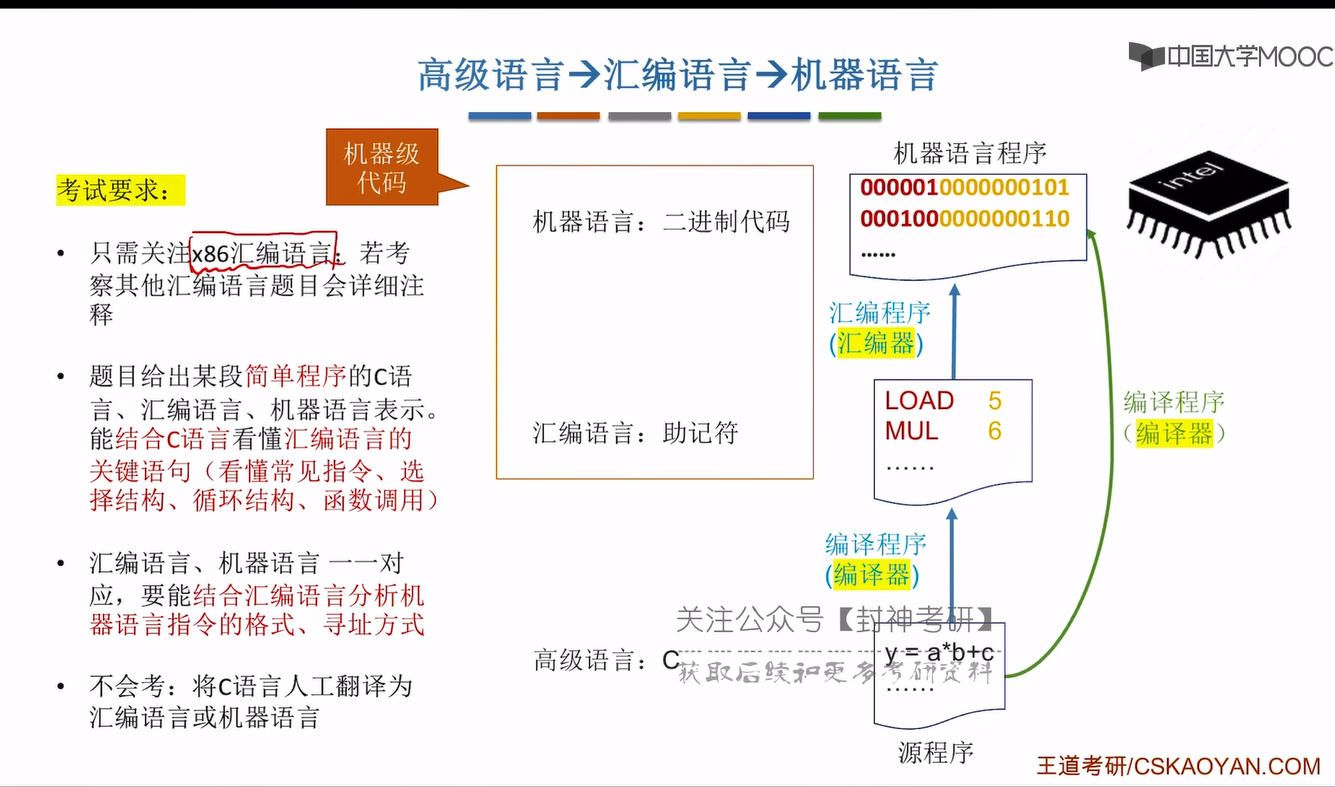 中国大学MOOC
高级语言→汇编语言→机器语言
机器级
代码
考试要求：
• 只需关注x86汇编语言；若考
察其他汇编语言题目会详细注
释
• 题目给出某段简单程序的C语
言、汇编语言、机器语言表示。
能结合C语言看懂汇编语言的
关键语句（看懂常见指令、选
择结构、循环结构、函数调用）
• 汇编语言、机器语言 一一对
应，要能结合汇编语言分析机
器语言指令的格式、寻址方式
• 不会考：将C语言人工翻译为
汇编语言或机器语言
机器语言：二进制代码
汇编语言：助记符
高级语言：C
机器语言程序
0000010000000101
0001000000000110
……
intel
汇编程序
(汇编器)
LOAD 5
MUL 6
……
编译程序
（编译器）
编译程序
(编译器)
关注公众号【封神考研】
获取后续和更多考研资料
y = a*b+c
……
源程序
王道考研/CSKAOYAN.COM